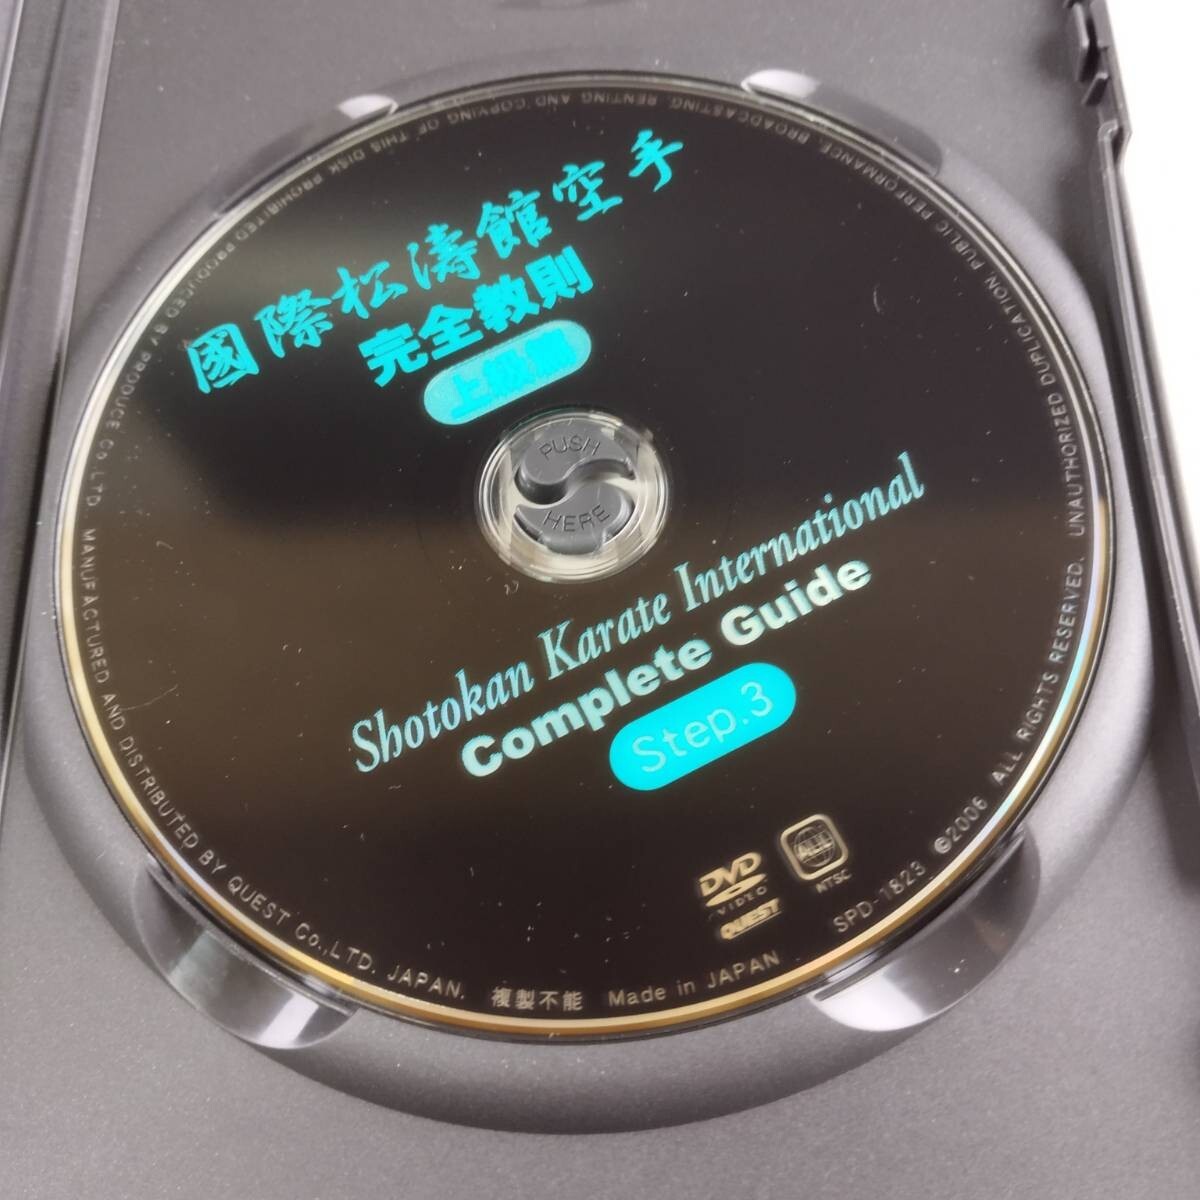 國際松涛館空手
完全教則
上級篇
PUSH
HERE
Shotokan Karate International
Complete Guide
Step.3
DVD
VIDEO
QUEST
ALL
NTSC
SPD-1823 ©2006 ALL RIGHTS RESERVED. UNAUTHORIZED DUPLICATION, PUBLIC PERFORMANCE, BROADCASTING, RENTING, AND COPYING OF THIS DISK PROHIBITED PRODUCED BY PRODUCE Co.,LTD. MANUFACTURED AND DISTRIBUTED BY QUEST Co.,LTD. JAPAN. 複製不能 Made in JAPAN